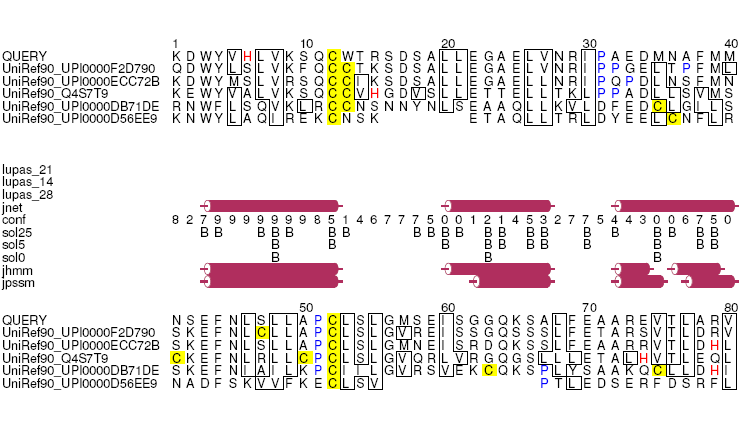 1 10 20 30 40
QUERY K D W Y V H L V K S Q C W T R S D S A L L E G A E L V N R I P A E D M N A F M M
UniRef90_UPI0000F2D790 Q D W Y L S L V K F Q C C T K S D S A L L E G A E L V N R I P P G E L T P F M L
UniRef90_UPI0000ECC72B K D W Y M S L V R S Q C C I K S D S A L L E G A E L L N R I P Q P D L N S F M N
UniRef90_Q4S7T9 K E W Y V A L V K S Q C C V H G D V S L L E T T E L L T K L P P A D L L S V M S
UniRef90_UPI0000DB71DE R N W F L S Q V K L R C C N S N N Y N L S E A A Q L L K V L D F E D C L G I L S
UniRef90_UPI0000D56EE9 K N W Y L A Q I R E K C N S K E T A Q L L T R L D Y E E L C N F L R
lupas_21
lupas_14
lupas_28
jnet
conf 8 2 7 9 9 9 9 9 9 9 8 5 1 4 6 7 7 7 5 0 0 1 2 1 4 5 3 2 7 7 5 4 4 3 0 0 6 7 5 0
sol25 B B B B B B B B B B B B B B B B B B B
sol5 B B B B B B B B B B
sol0 B B B
jhmm
jpssm
50 60 70 80
QUERY N S E F N L S L L A P C L S L G M S E I S G G Q K S A L F E A A R E V T L A R V
UniRef90_UPI0000F2D790 S K E F N L C L L A P C L S L G V R E I S S G Q S S S L F E T A R S V T L D R V
UniRef90_UPI0000ECC72B S K E F N L S L L A P C L S L G M N E I S R D Q K S S L F E A A R R V T L D H V
UniRef90_Q4S7T9 C K E F N L R L L C P C L S L G V Q R L V R G Q G S L L L E T A L H V T L E Q L
UniRef90_UPI0000DB71DE S K E F N I A I L K P C I I L G V R S V E K C Q K S P L Y S A A K Q C L L D H I
UniRef90_UPI0000D56EE9 N A D F S K V V F K E C L S V P T L E D S E R F D S R F L